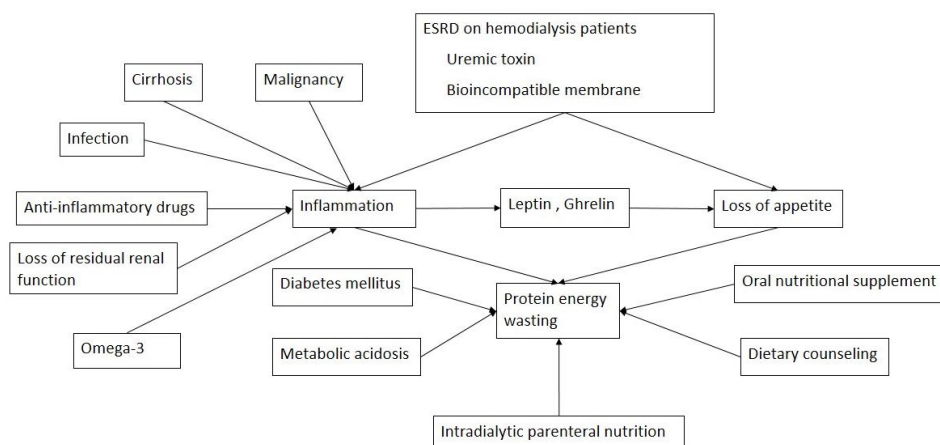 ESRD on hemodialysis patients
Uremic toxin
Bioincompatible membrane
Cirrhosis
Malignancy
Infection
Anti-inflammatory drugs
Inflammation
Leptin , Ghrelin
Loss of appetite
Loss of residual renal
function
Diabetes mellitus
Protein energy
wasting
Oral nutritional supplement
Omega-3
Metabolic acidosis
Dietary counseling
Intradialytic parenteral nutrition